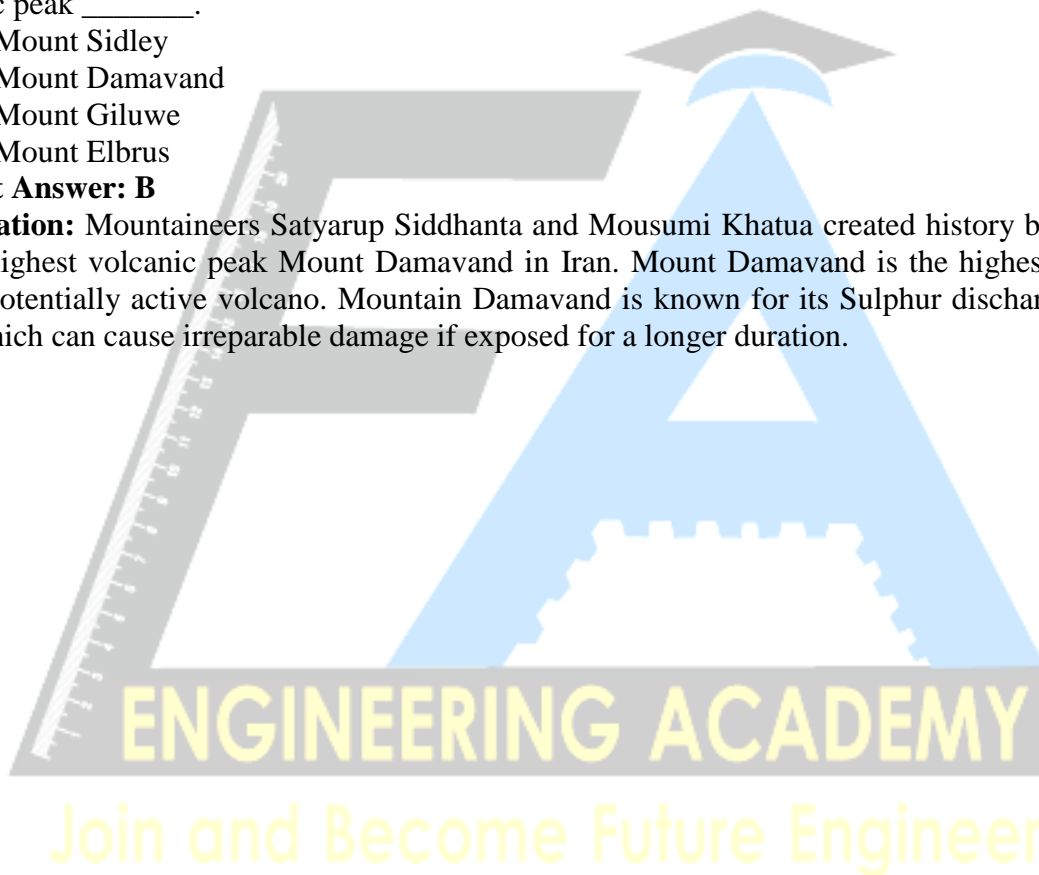 c peak _______.
Mount Sidley
Mount Damavand
Mount Giluwe
Mount Elbrus
t Answer: B
ation: Mountaineers Satyarup Siddhanta and Mousumi Khatua created history b
ighest volcanic peak Mount Damavand in Iran. Mount Damavand is the highes
otentially active volcano. Mountain Damavand is known for its Sulphur dischar
hich can cause irreparable damage if exposed for a longer duration.
ENGINEERING ACADEMY
Join and Become Future Engineer